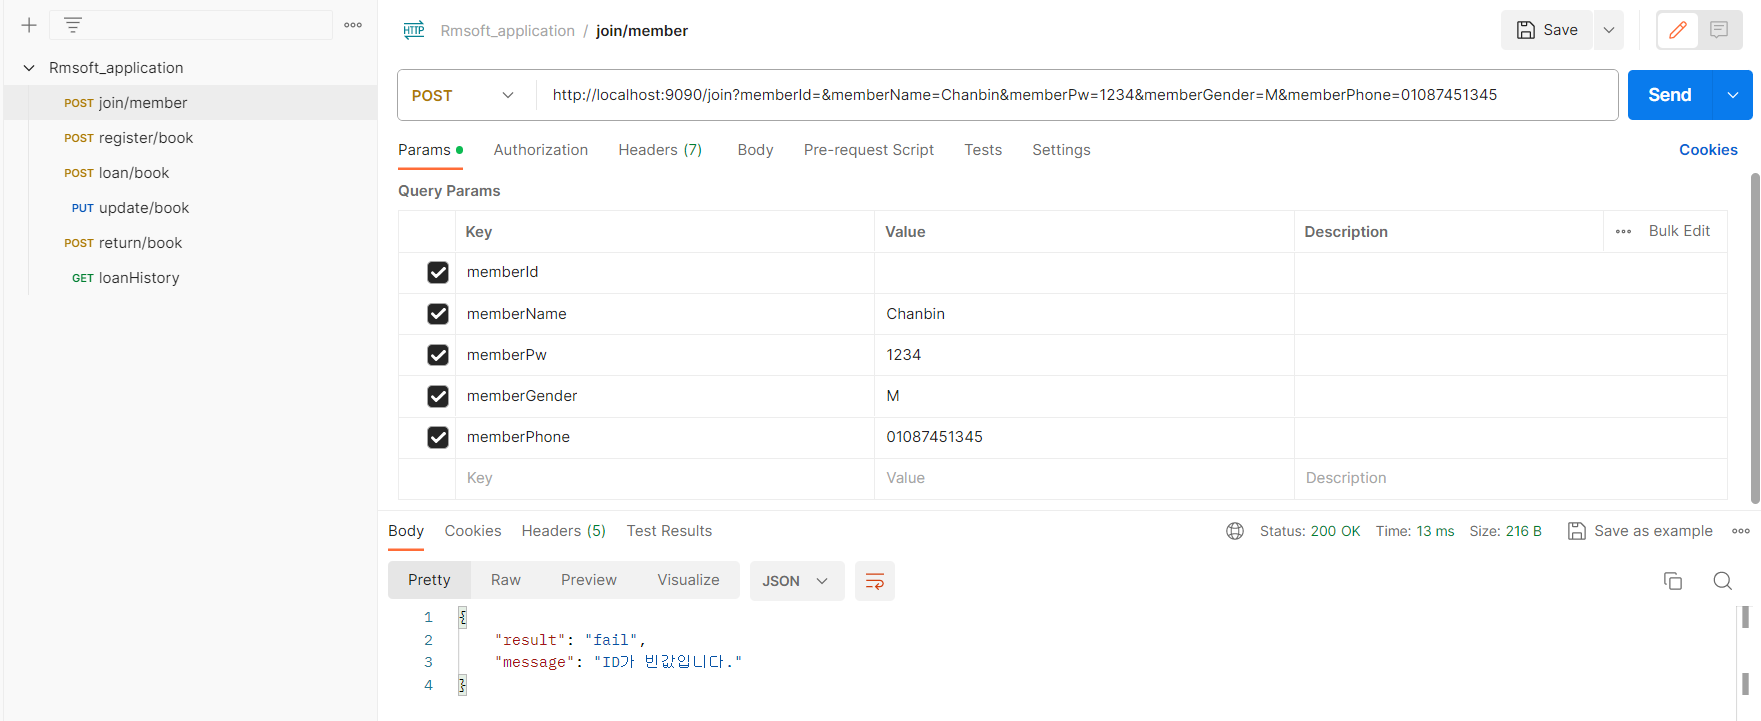 Rmsoft_application
POST join/member
POST register/book
POST loan/book
PUT update/book
POST return/book
GET loanHistory
HTTP Rmsoft_application / join/member
Save
POST http://localhost:9090/join?memberId=&memberName=Chanbin&memberPw=1234&memberGender=M&memberPhone=01087451345 Send
Params Authorization Headers (7) Body Pre-request Script Tests Settings Cookies
Query Params
Key Value Description Bulk Edit
memberId
memberName Chanbin
memberPw 1234
memberGender M
memberPhone 01087451345
Key Value Description
Body Cookies Headers (5) Test Results Status: 200 OK Time: 13 ms Size: 216 B Save as example
Pretty Raw Preview Visualize JSON
1 {
2 "result": "fail",
3 "message": "ID가 빈값입니다."
4 }